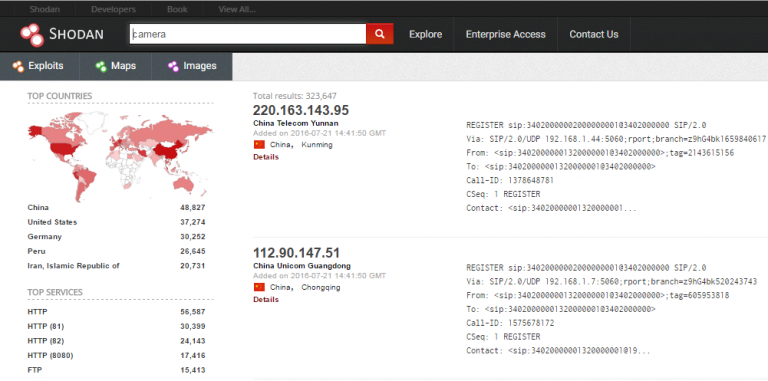 Shodan Developers Book View All...
SHODAN camera Explore Enterprise Access Contact Us
Exploits Maps Images
TOP COUNTRIES
China 48,827
United States 37,274
Germany 30,252
Peru 26,645
Iran, Islamic Republic of 20,731
TOP SERVICES
HTTP 56,587
HTTP (81) 30,399
HTTP (82) 24,143
HTTP (8080) 17,416
FTP 15,413
Total results: 323,647
220.163.143.95
China Telecom Yunnan
Added on 2016-07-21 14:41:50 GMT
China, Kunming
Details
REGISTER sip:34020000002000000001@3402000000 SIP/2.0
Via: SIP/2.0/UDP 192.168.1.44:5060;rport;branch=z9hG4bk1659840617
From: <sip:34020000001320000001@3402000000>;tag=2143615156
To: <sip:34020000001320000001@3402000000>
Call-ID: 1378648781
CSeq: 1 REGISTER
Contact: <sip:34020000001320000001...
112.90.147.51
China Unicom Guangdong
Added on 2016-07-21 14:41:50 GMT
China, Chongqing
Details
REGISTER sip:34020000002000000001@3402000000 SIP/2.0
Via: SIP/2.0/UDP 192.168.1.7:5060;rport;branch=z9hG4bk520243743
From: <sip:34020000001320000001@3402000000>;tag=605953818
To: <sip:34020000001320000001@3402000000>
Call-ID: 1575678172
CSeq: 1 REGISTER
Contact: <sip:34020000001320000001@19...